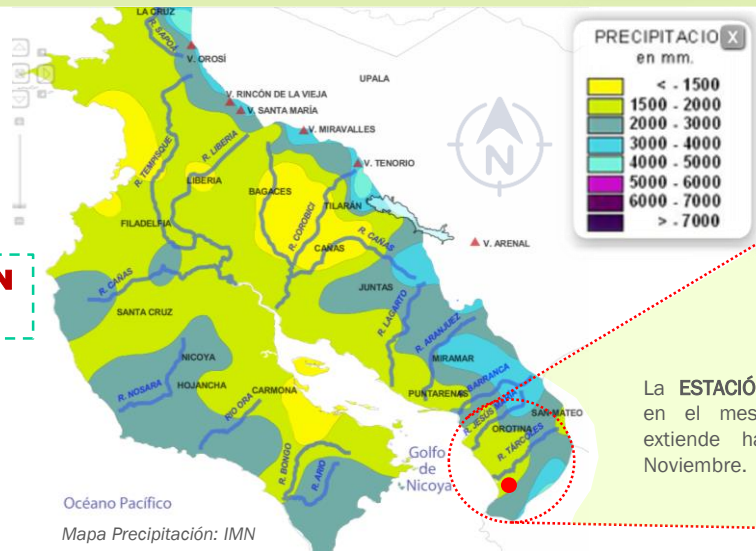 LA CRUZ
R. SAPOA
V. OROSÍ
UPALA
V. RINCÓN DE LA VIEJA
V. SANTA MARÍA
V. MIRAVALLES
V. TENORIO
R. TEMPISQUE
R. LIBERIA
LIBERIA
BAGACES
R. COROBICI
TILARÁN
FILADELFIA
CAÑAS
R. CAÑAS
V. ARENAL
R. CAÑAS
JUNTAS
SANTA CRUZ
R. LAGARTO
R. ARANJUEZ
NICOYA
MIRAMAR
R. NOSARA
HOJANCHA
CARMONA
RIO ORA
PUNTARENAS
BARRANCA
R. JESÚS MARÍA
SAN MATEO
OROTINA
R. TÁRCOLES
R. BONGO
R. ARIO
Golfo
de
Nicoya
Océano Pacífico
Mapa Precipitación: IMN
N
PRECIPITACIO X
en mm.
< - 1500
1500 - 2000
2000 - 3000
3000 - 4000
4000 - 5000
5000 - 6000
6000 - 7000
> - 7000
N
La ESTACIÓ
en el mes
extiende ha
Noviembre.